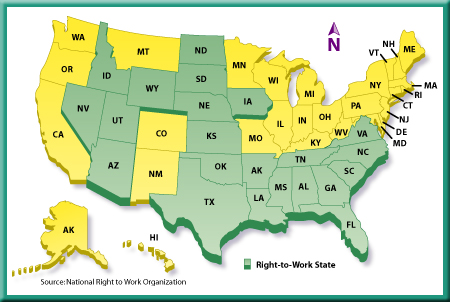 WA
MT
ND
MN
NH
VT
ME
OR
ID
SD
WI
MI
NY
MA
RI
CT
WY
IA
PA
NJ
NV
NE
IL
IN
OH
DE
MD
UT
CO
KS
MO
WV
VA
KY
CA
AZ
NM
OK
AK
TN
NC
SC
TX
LA
MS
AL
GA
FL
AK
HI
N
Right-to-Work State
Source: National Right to Work Organization